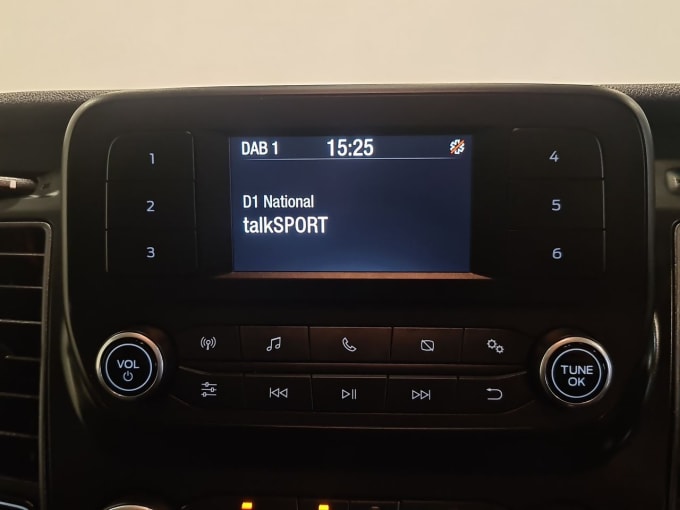 DAB 1 15:25
D1 National
talkSPORT
1
2
3
4
5
6
VOL
TUNE
OK